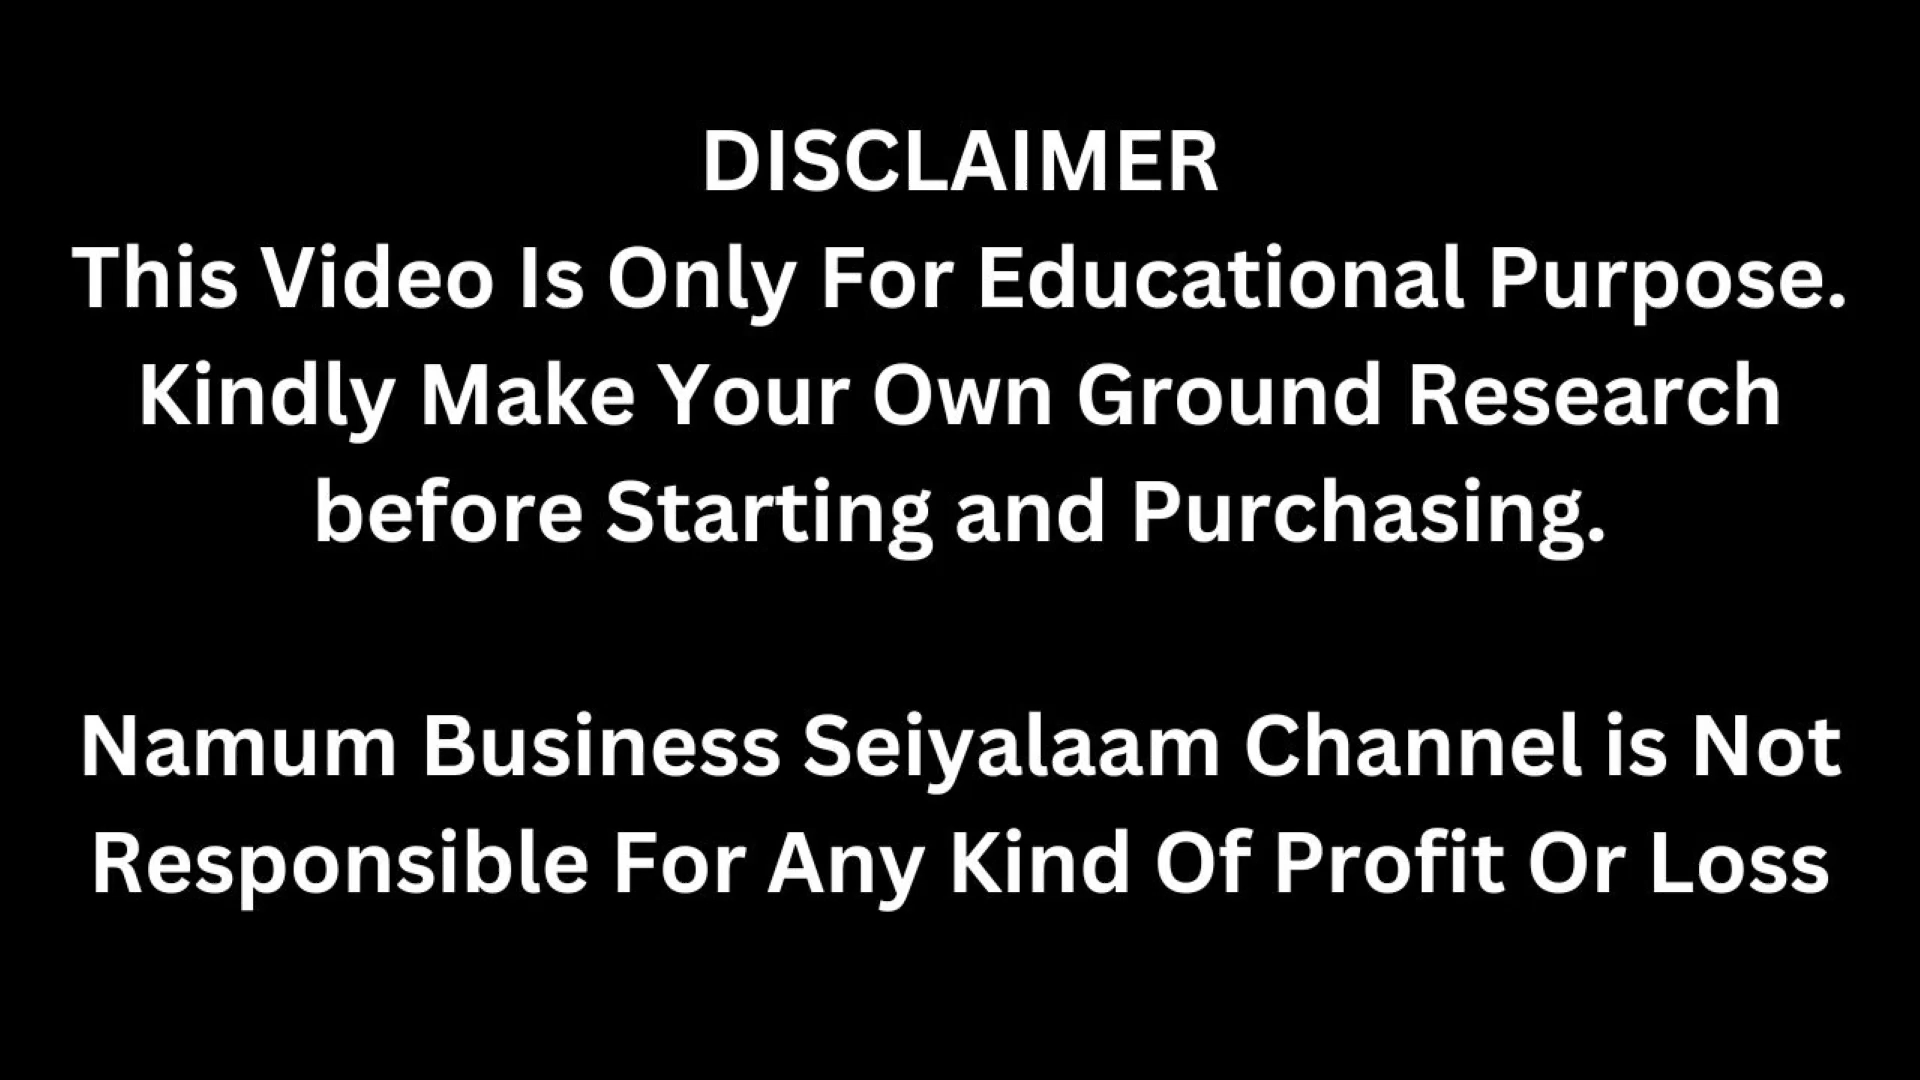 DISCLAIMER
This Video Is Only For Educational Purpose.
Kindly Make Your Own Ground Research
before Starting and Purchasing.
Namum Business Seiyalaam Channel is Not
Responsible For Any Kind Of Profit Or Loss